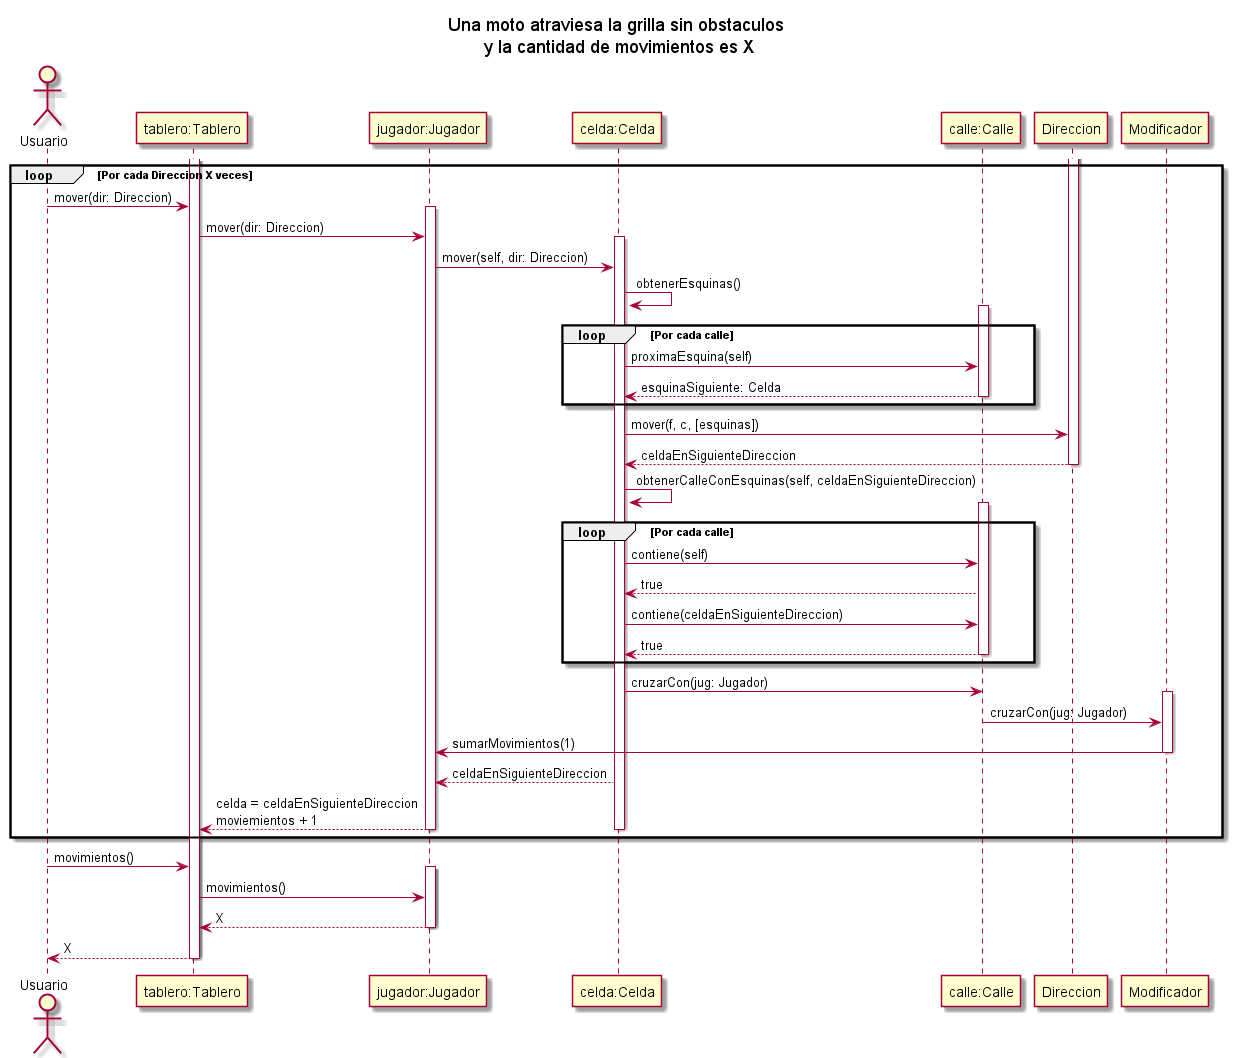 Una moto atraviesa la grilla sin obstaculos
y la cantidad de movimientos es X
Usuario
tablero:Tablero
jugador:Jugador
celda:Celda
calle:Calle
Direccion
Modificador
loop
[Por cada Direccion X veces]
mover(dir: Direccion)
mover(dir: Direccion)
mover(self, dir: Direccion)
obtenerEsquinas()
loop
[Por cada calle]
proximaEsquina(self)
esquinaSiguiente: Celda
mover(f, c, [esquinas])
celdaEnSiguienteDireccion
obtenerCalleConEsquinas(self, celdaEnSiguienteDireccion)
loop
[Por cada calle]
contiene(self)
true
contiene(celdaEnSiguienteDireccion)
true
cruzarCon(jug: Jugador)
cruzarCon(jug: Jugador)
sumarMovimientos(1)
celdaEnSiguienteDireccion
celda = celdaEnSiguienteDireccion
moviemientos + 1
movimientos()
movimientos()
X
X
Usuario
tablero:Tablero
jugador:Jugador
celda:Celda
calle:Calle
Direccion
Modificador